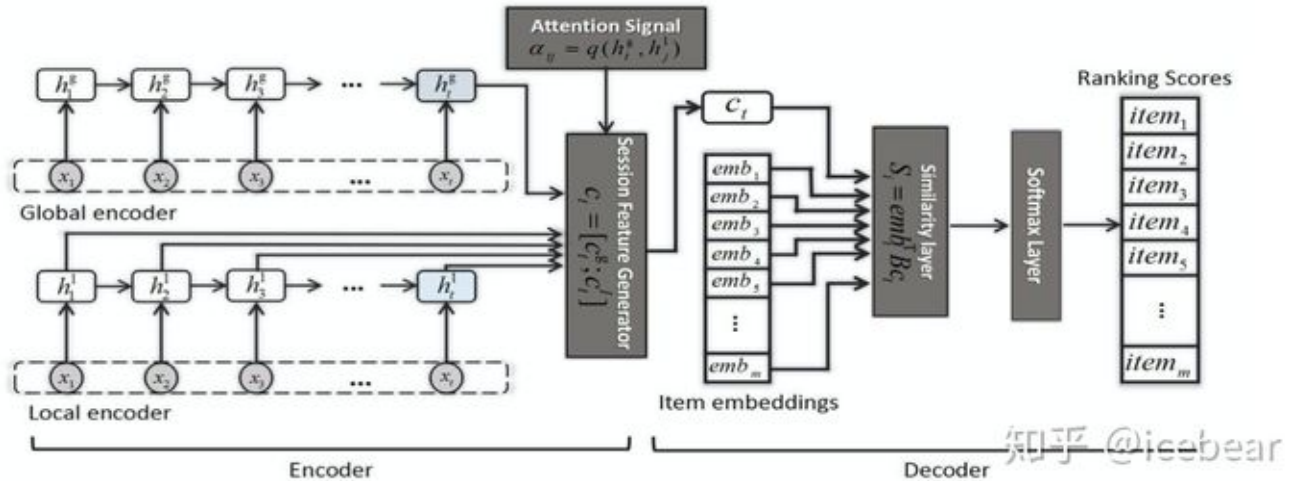 Attention Signal
α_ij = q(h_t^g, h_j^l)
h_1^g h_2^g h_3^g ... h_t^g
x_1 x_2 x_3 ... x_t
Global encoder
h_1^l h_2^l h_3^l ... h_t^l
x_1 x_2 x_3 ... x_t
Local encoder
Session Feature Generator
c_t = [c_t^g; c_t^l]
c_t
emb_1
emb_2
emb_3
emb_4
emb_5
...
emb_m
Item embeddings
Similarity layer
S_i = emb_i^T B c_t
Softmax Layer
Ranking Scores
item_1
item_2
item_3
item_4
item_5
...
item_m
Encoder
Decoder
知乎 @icebear